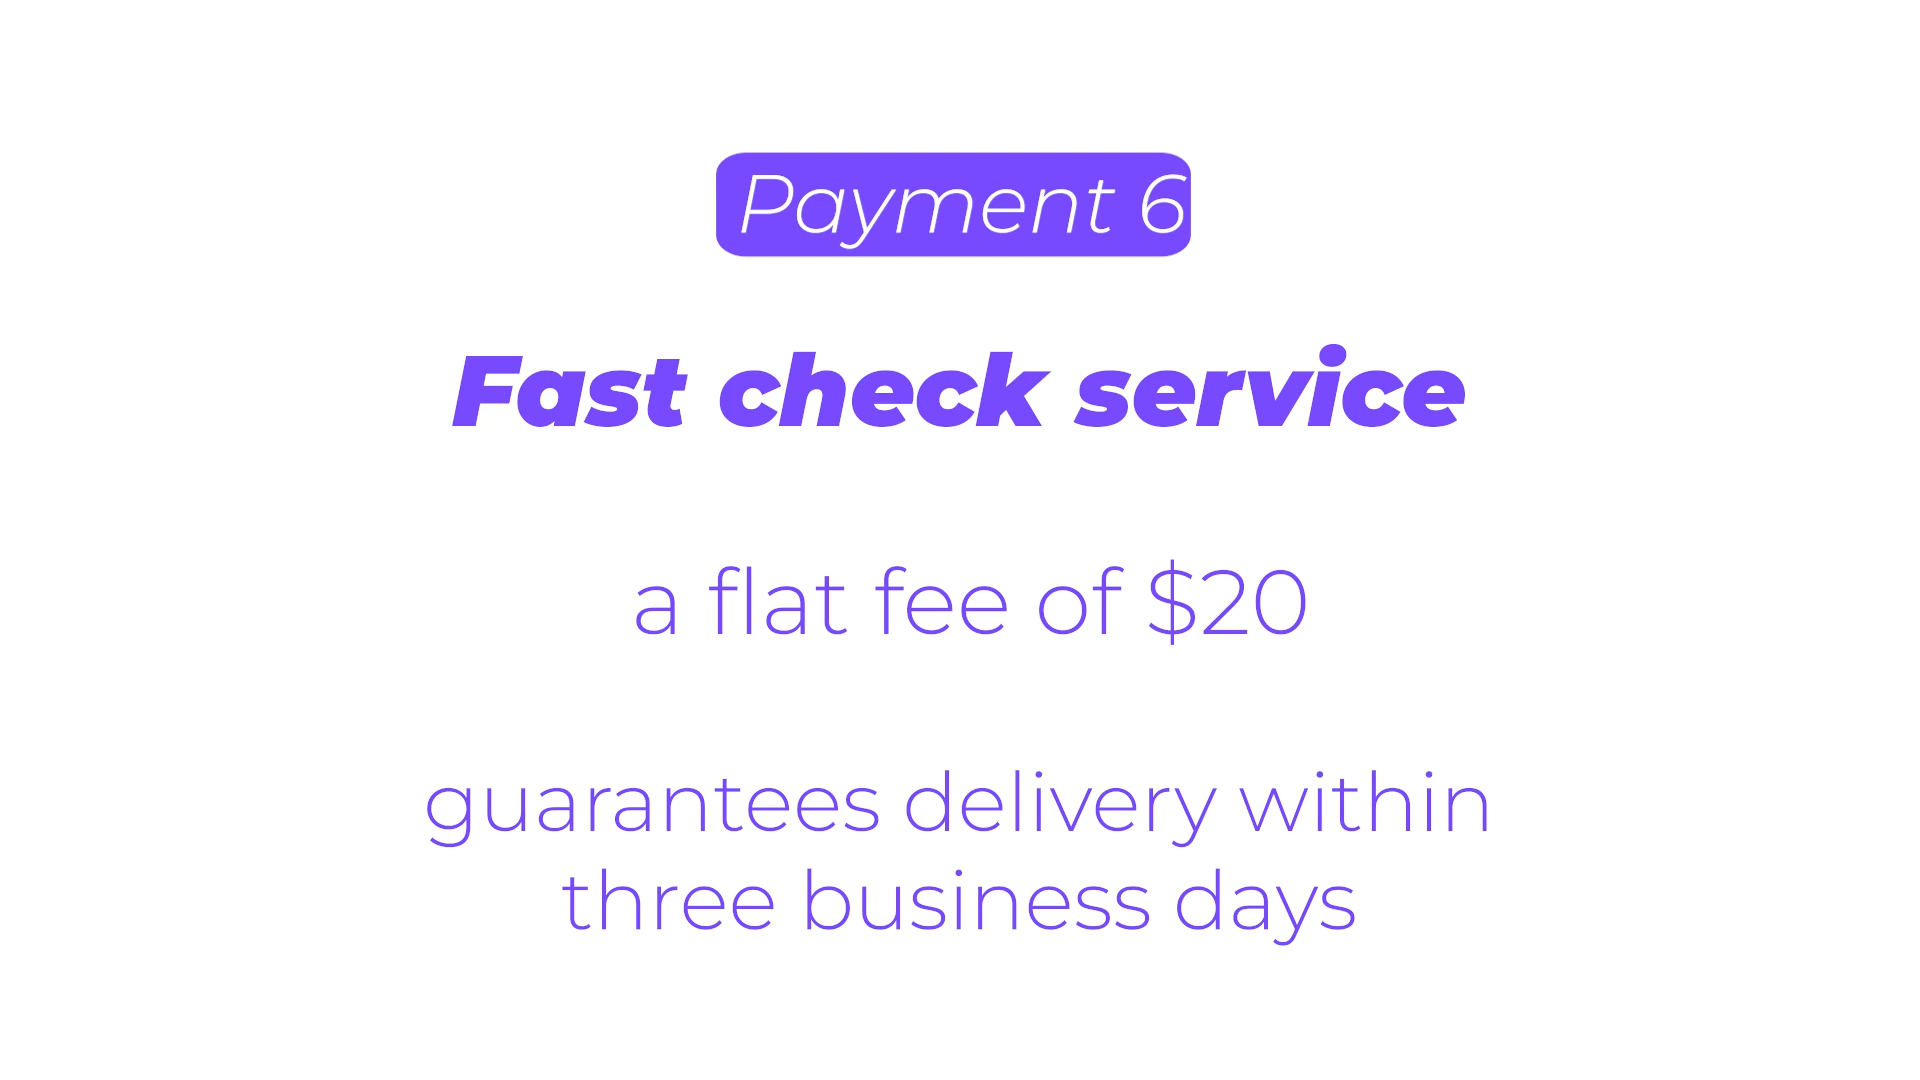 Payment 6
Fast check service
a flat fee of $20
guarantees delivery within
three business days